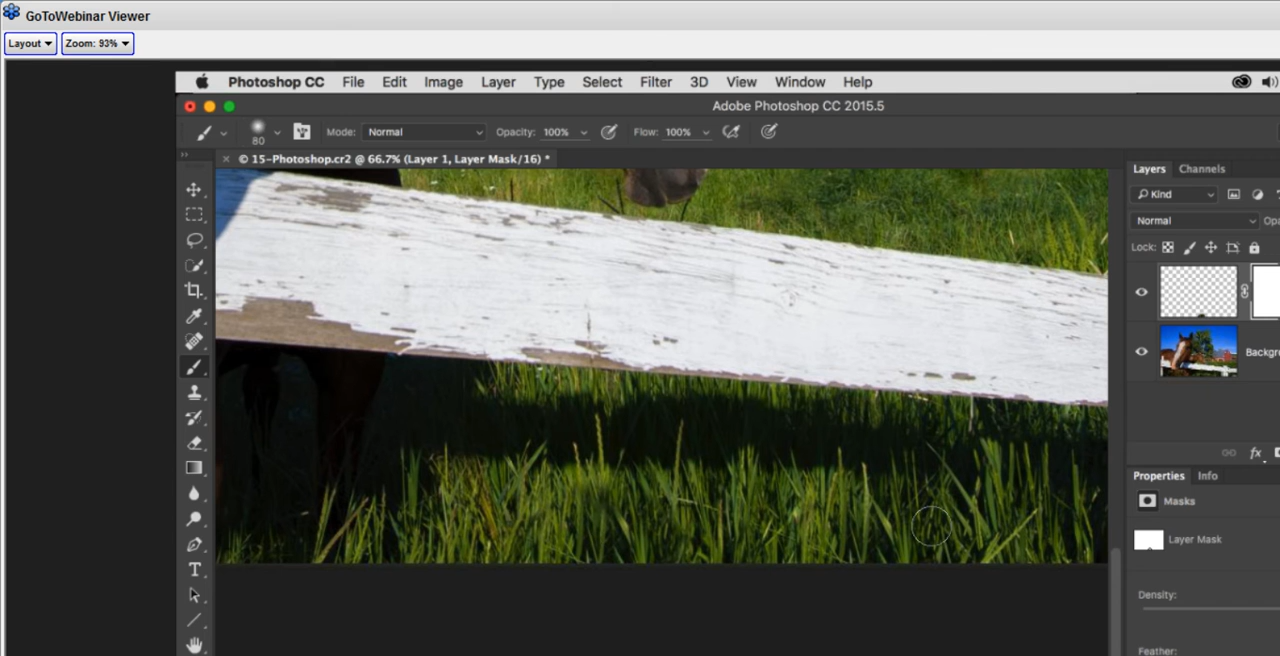 GoToWebinar Viewer
Layout Zoom: 93%
Photoshop CC File Edit Image Layer Type Select Filter 3D View Window Help
Adobe Photoshop CC 2015.5
80 Mode: Normal Opacity: 100% Flow: 100%
© 15-Photoshop.cr2 @ 66.7% (Layer 1, Layer Mask/16) *
Layers Channels
Kind
Normal
Lock:
fx
Properties Info
Masks
Layer Mask
Density:
Feather: